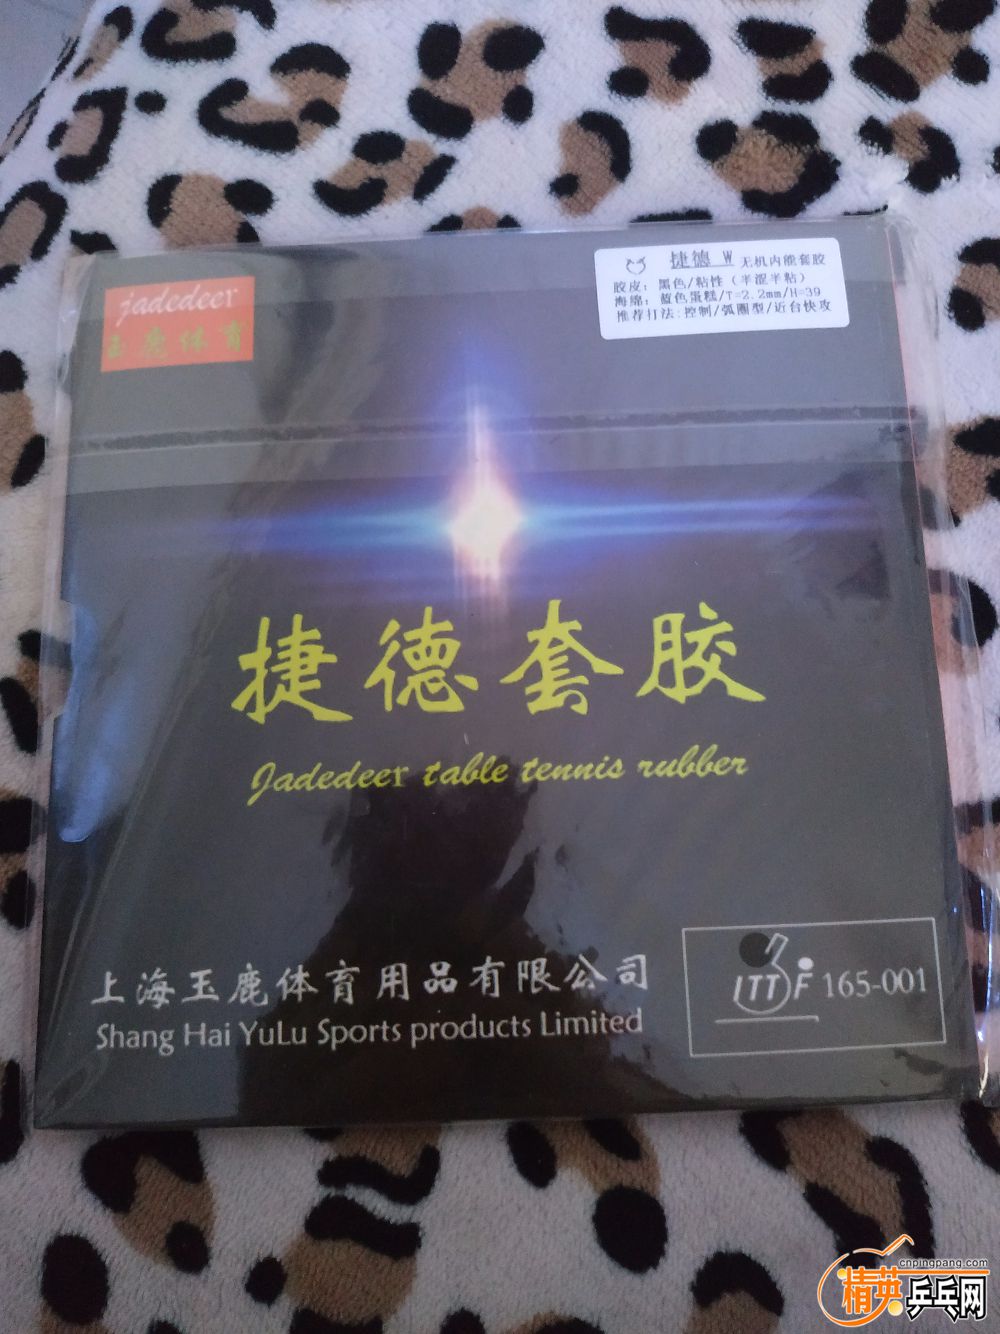 jadedeer
玉鹿体育
捷德 W 无机内能套胶
胶皮：黑色/粘性（半涩半粘）
海绵：蓝色蛋糕/T=2.2mm/H=39
推荐打法:控制/弧圈型/近台快攻
捷德套胶
Jadedeer table tennis rubber
上海玉鹿体育用品有限公司
Shang Hai YuLu Sports products Limited
ITTF 165-001
cnpingpang.com
精英乒乓网